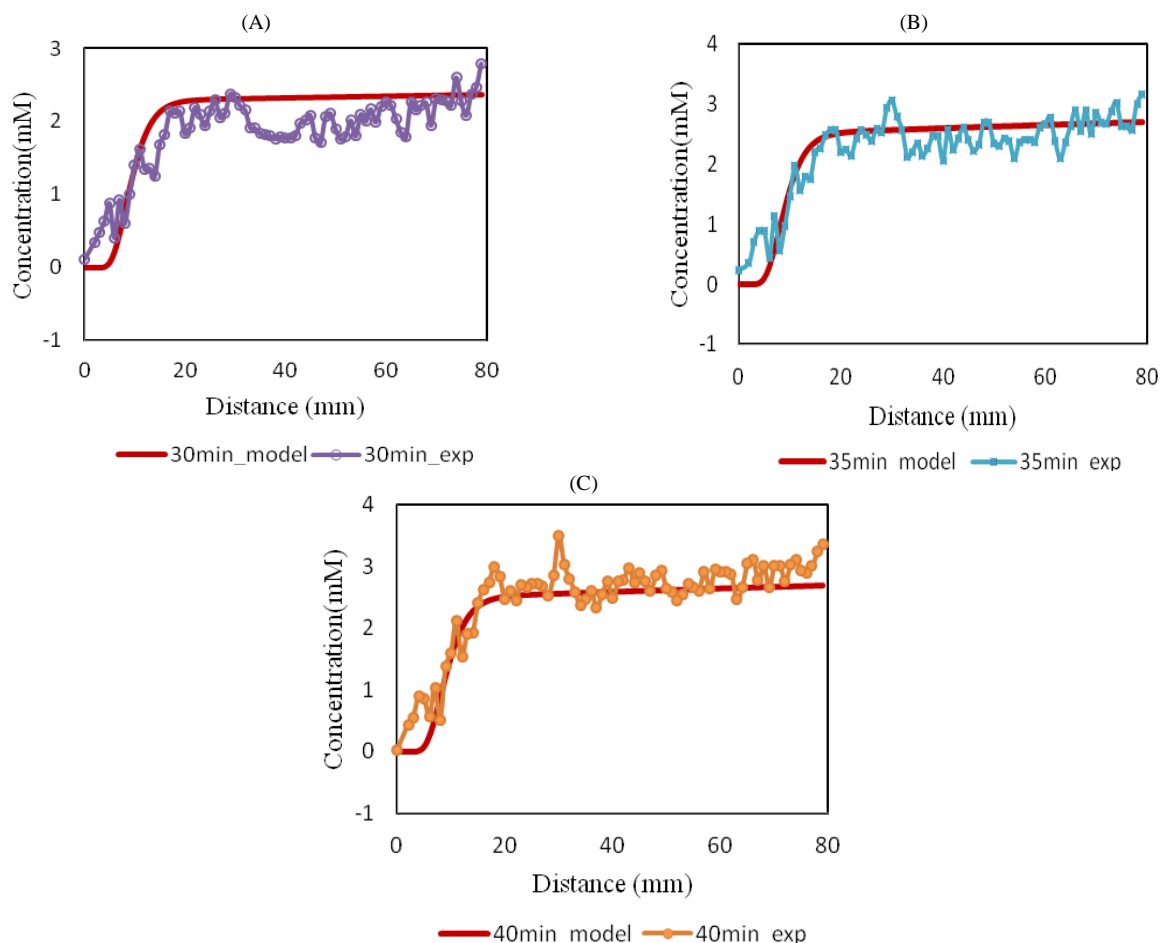 (A)
3
2
1
0
-1
Concentration(mM)
0 20 40 60 80
Distance (mm)
30min_model 30min_exp
(B)
4
3
2
1
0
-1
Concentration(mM)
0 20 40 60 80
Distance (mm)
35min_model 35min_exp
(C)
4
3
2
1
0
-1
Concentration(mM)
0 20 40 60 80
Distance (mm)
40min_model 40min_exp